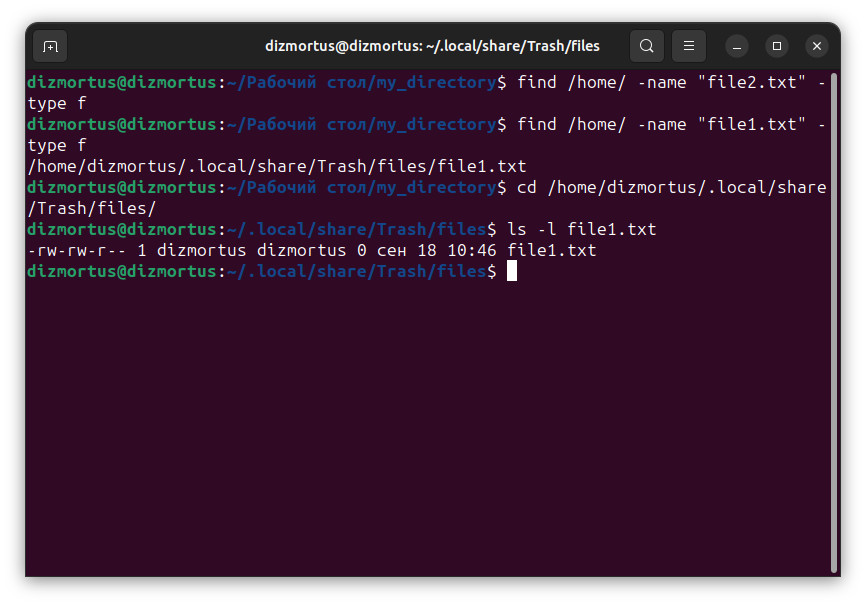 dizmortus@dizmortus: ~/.local/share/Trash/files
dizmortus@dizmortus:~/Рабочий стол/my_directory$ find /home/ -name "file2.txt" -
type f
dizmortus@dizmortus:~/Рабочий стол/my_directory$ find /home/ -name "file1.txt" -
type f
/home/dizmortus/.local/share/Trash/files/file1.txt
dizmortus@dizmortus:~/Рабочий стол/my_directory$ cd /home/dizmortus/.local/share
/Trash/files/
dizmortus@dizmortus:~/.local/share/Trash/files$ ls -l file1.txt
-rw-rw-r-- 1 dizmortus dizmortus 0 сен 18 10:46 file1.txt
dizmortus@dizmortus:~/.local/share/Trash/files$